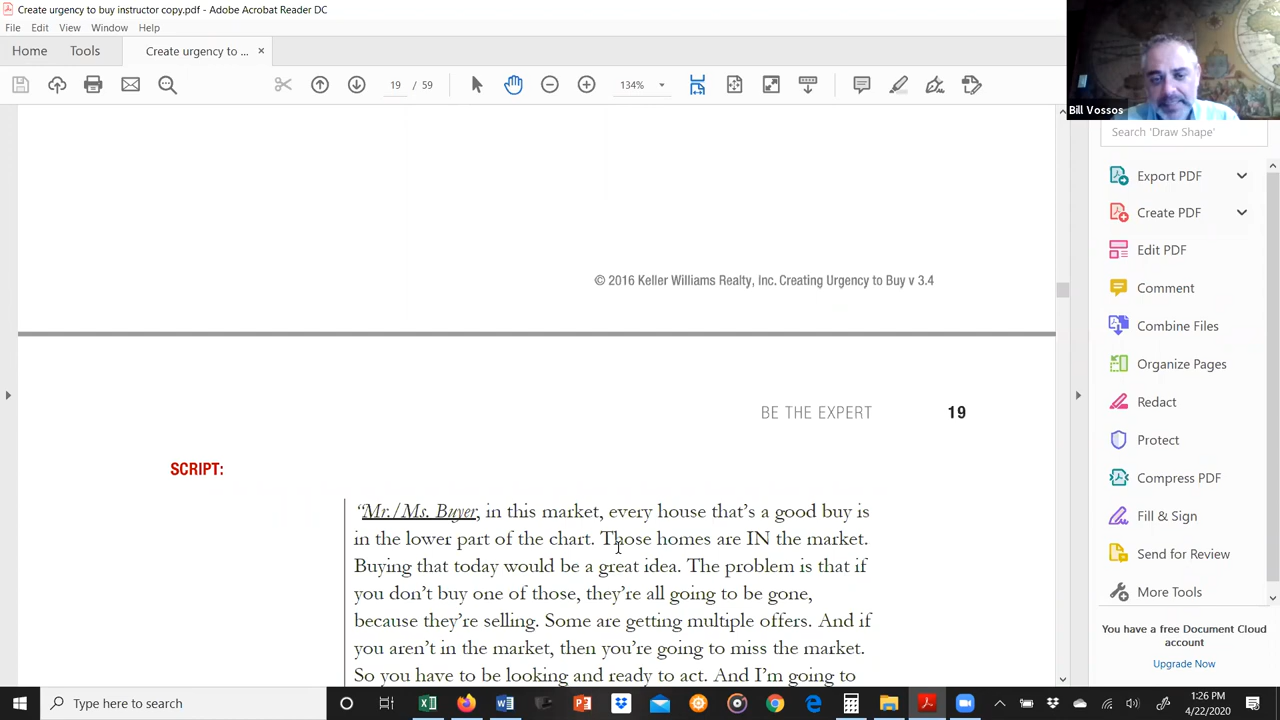 Create urgency to buy instructor copy.pdf - Adobe Acrobat Reader DC
File Edit View Window Help
Home Tools Create urgency to ... ×
19 / 59 134%
Bill Vossos
Search 'Draw Shape'
Export PDF
Create PDF
Edit PDF
Comment
Combine Files
Organize Pages
Redact
Protect
Compress PDF
Fill & Sign
Send for Review
More Tools
You have a free Document Cloud
account
Upgrade Now
© 2016 Keller Williams Realty, Inc. Creating Urgency to Buy v 3.4
BE THE EXPERT 19
SCRIPT:
“Mr./Ms. Buyer, in this market, every house that’s a good buy is
in the lower part of the chart. Those homes are IN the market.
Buying that today would be a great idea. The problem is that if
you don’t buy one of those, they’re all going to be gone,
because they’re selling. Some are getting multiple offers. And if
you aren’t in the market, then you’re going to miss the market.
So you have to be looking and ready to act. And I’m going to
Type here to search
1:26 PM
4/22/2020